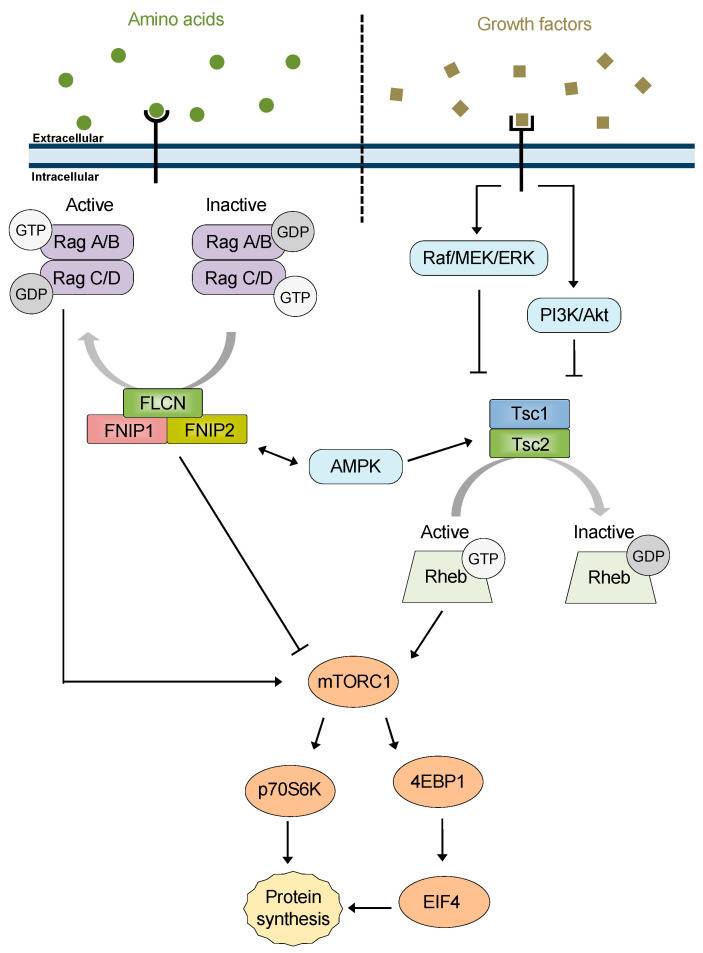 Amino acids
Growth factors
Extracellular
Intracellular
Active
Inactive
GTP
Rag A/B
GDP
Rag C/D
Rag A/B
GDP
Rag C/D
GTP
Raf/MEK/ERK
PI3K/Akt
FLCN
FNIP1
FNIP2
AMPK
Tsc1
Tsc2
Active
GTP
Rheb
Inactive
GDP
Rheb
mTORC1
p70S6K
4EBP1
Protein
synthesis
EIF4